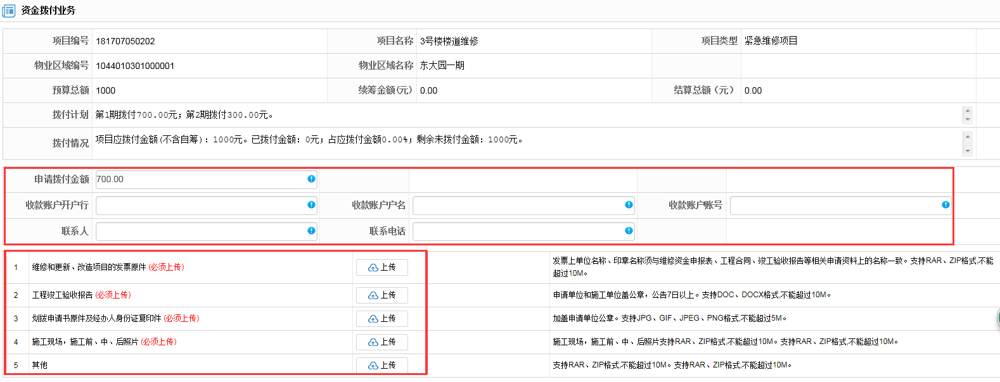 资金拨付业务
项目编号 181707050202 项目名称 3号楼楼道维修 项目类型 紧急维修项目
物业区域编号 1044010301000001 物业区域名称 东大园一期
预算总额 1000 续筹金额(元) 0.00 结算总额（元） 0.00
拨付计划 第1期拨付700.00元；第2期拨付300.00元。
拨付情况 项目应拨付金额(不含自筹)：1000元。已拨付金额：0元；占应拨付金额0.00%；剩余未拨付金额：1000元。
申请拨付金额 700.00
收款账户开户行 收款账户户名 收款账户账号
联系人 联系电话
1 维修和更新、改造项目的发票原件 (必须上传) 上传 发票上单位名称、印章名称须与维修资金申报表、工程合同、竣工验收报告等相关申请资料上的名称一致。支持RAR、ZIP格式,不能
超过10M。
2 工程竣工验收报告 (必须上传) 上传 申请单位和施工单位盖公章，公告7日以上。支持DOC、DOCX格式,不能超过10M。
3 划拨申请书原件及经办人身份证复印件 (必须上传) 上传 加盖申请单位公章。支持JPG、GIF、JPEG、PNG格式,不能超过5M。
4 施工现场，施工前、中、后照片 (必须上传) 上传 施工现场，施工前、中、后照片支持RAR、ZIP格式,不能超过10M。支持RAR、ZIP格式,不能超过10M。
5 其他 上传 支持RAR、ZIP格式,不能超过10M。支持RAR、ZIP格式,不能超过10M。